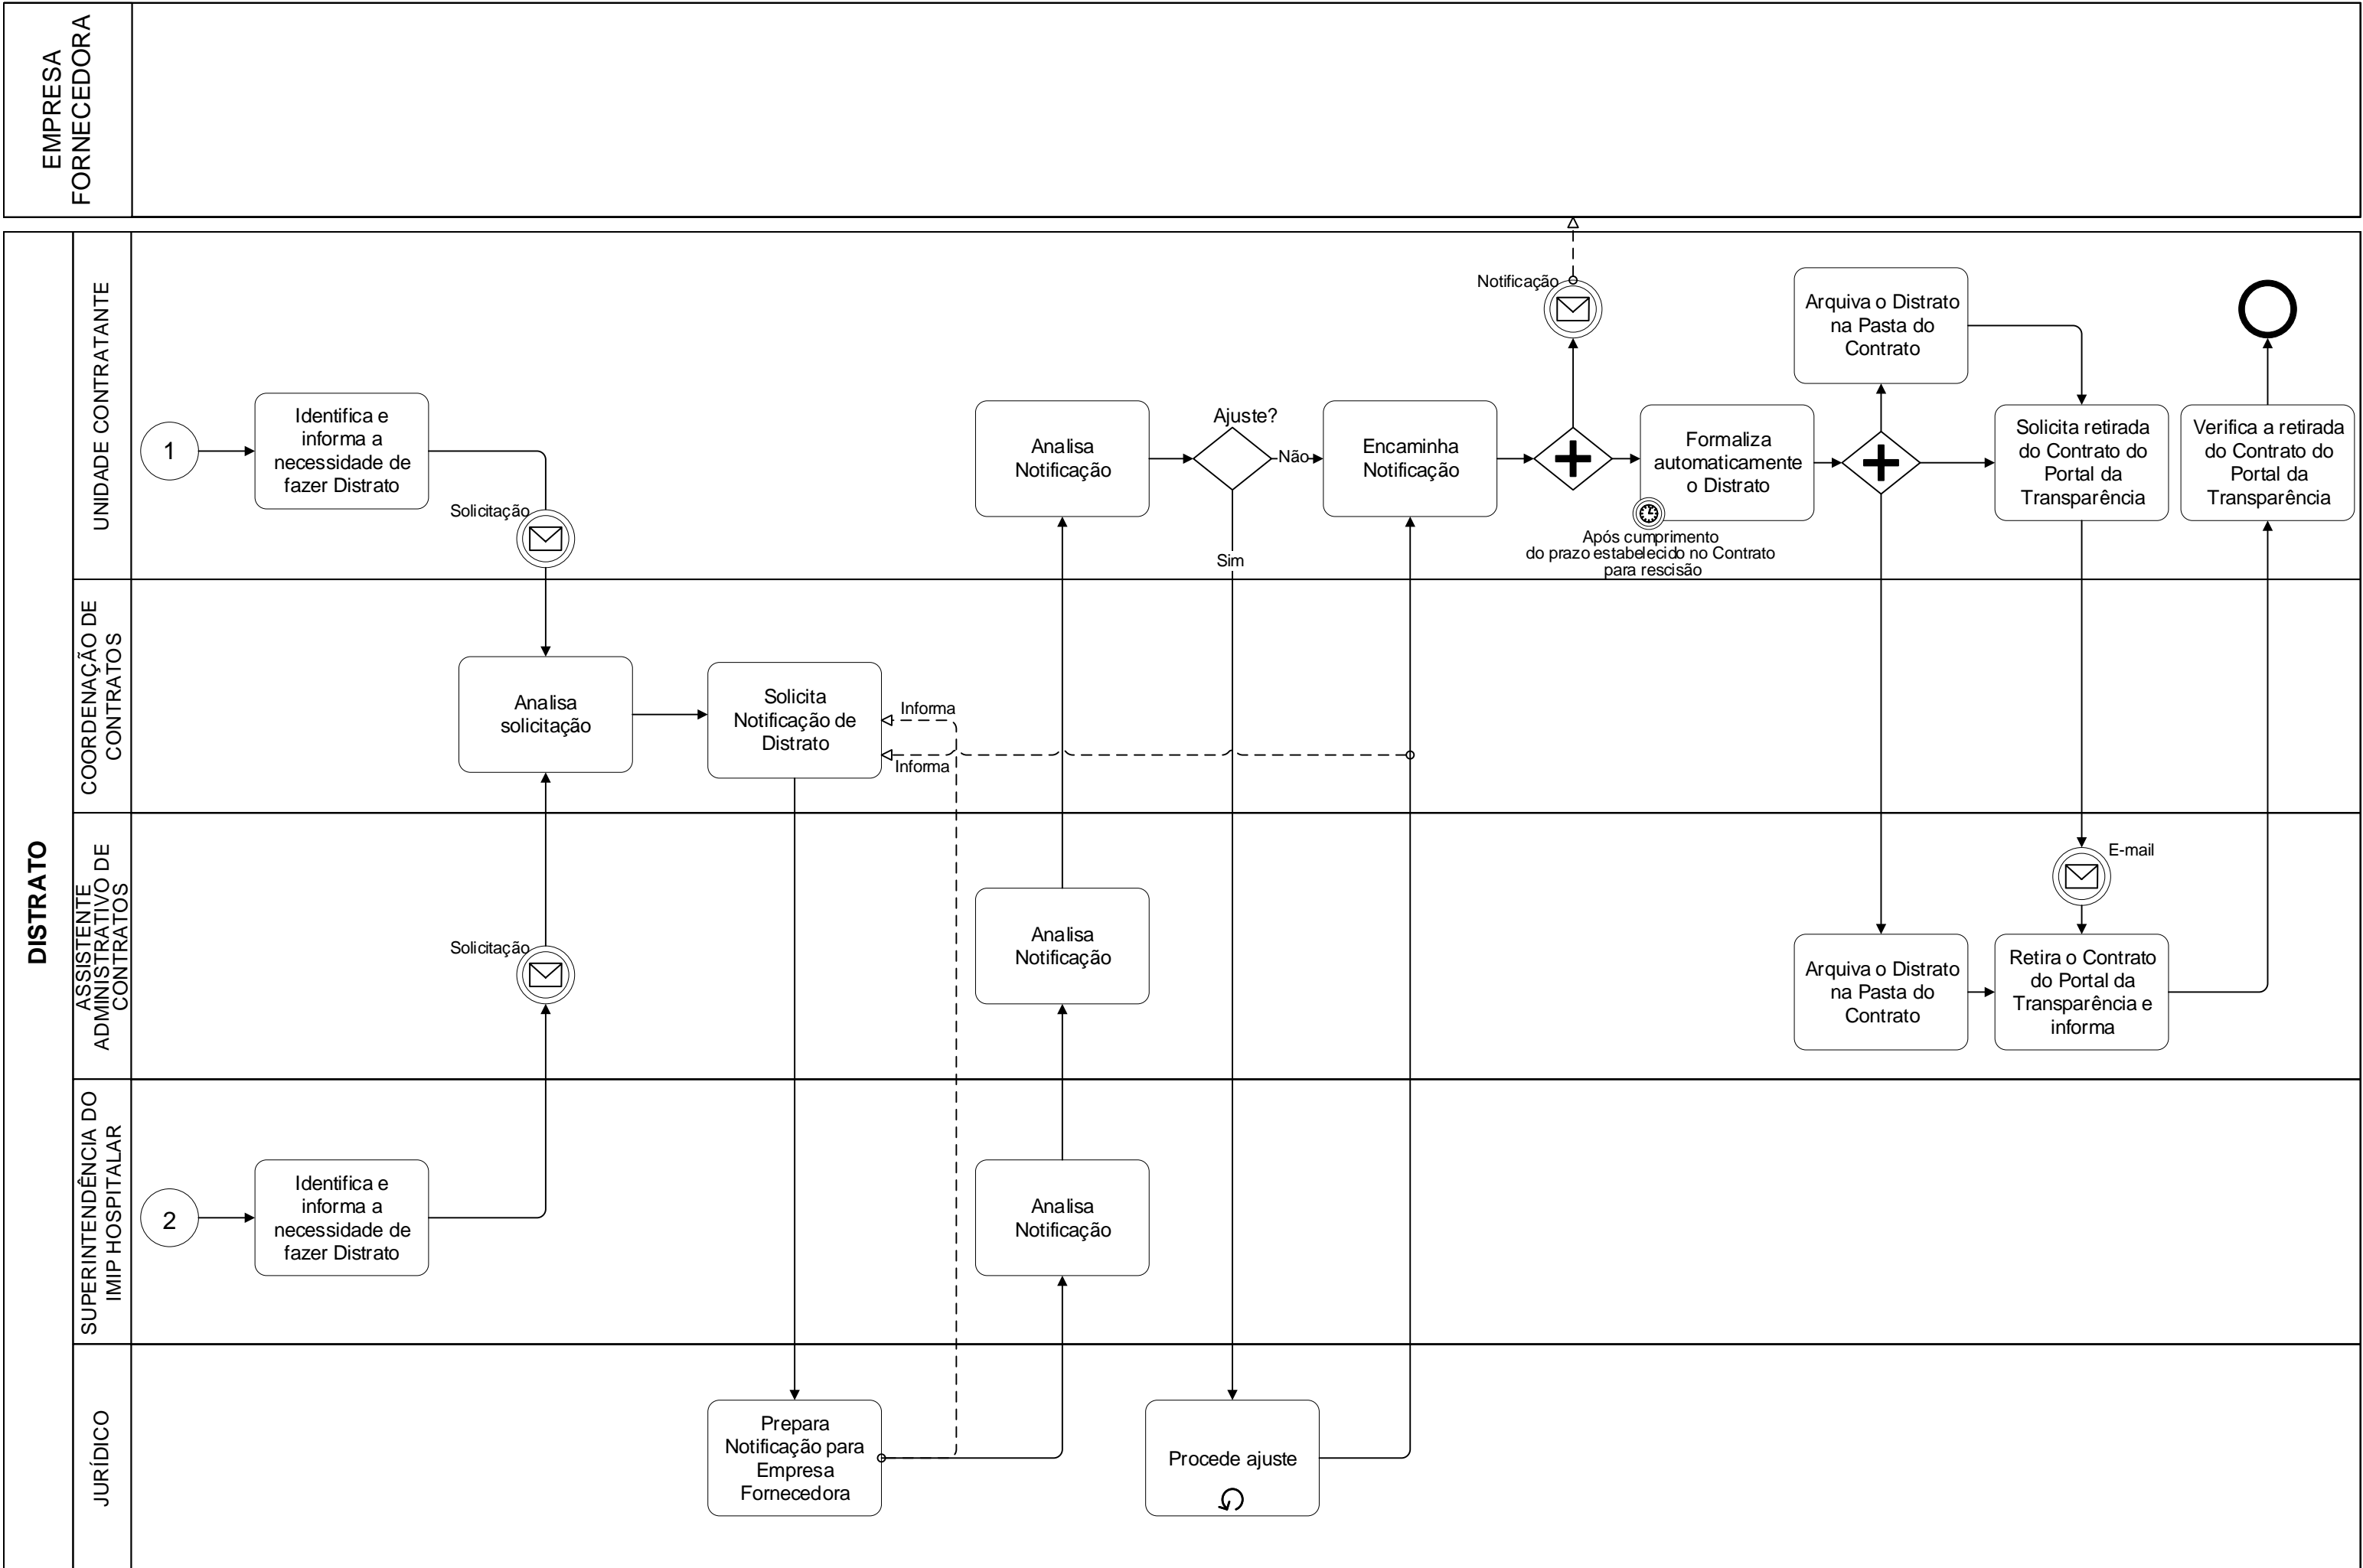 EMPRESA
FORNECEDORA
DISTRATO
UNIDADE CONTRATANTE
1
Identifica e
informa a
necessidade de
fazer Distrato
Solicitação
Analisa
Notificação
Ajuste?
Não
Sim
Encaminha
Notificação
Notificação
Formaliza
automaticamente
o Distrato
Após cumprimento
do prazo estabelecido no Contrato
para rescisão
Arquiva o Distrato
na Pasta do
Contrato
Solicita retirada
do Contrato do
Portal da
Transparência
Verifica a retirada
do Contrato do
Portal da
Transparência
COORDENAÇÃO DE
CONTRATOS
Analisa
solicitação
Solicita
Notificação de
Distrato
Informa
Informa
ASSISTENTE
ADMINISTRATIVO DE
CONTRATOS
Solicitação
Analisa
Notificação
E-mail
Arquiva o Distrato
na Pasta do
Contrato
Retira o Contrato
do Portal da
Transparência e
informa
SUPERINTENDÊNCIA DO
IMIP HOSPITALAR
2
Identifica e
informa a
necessidade de
fazer Distrato
Analisa
Notificação
JURÍDICO
Prepara
Notificação para
Empresa
Fornecedora
Procede ajuste